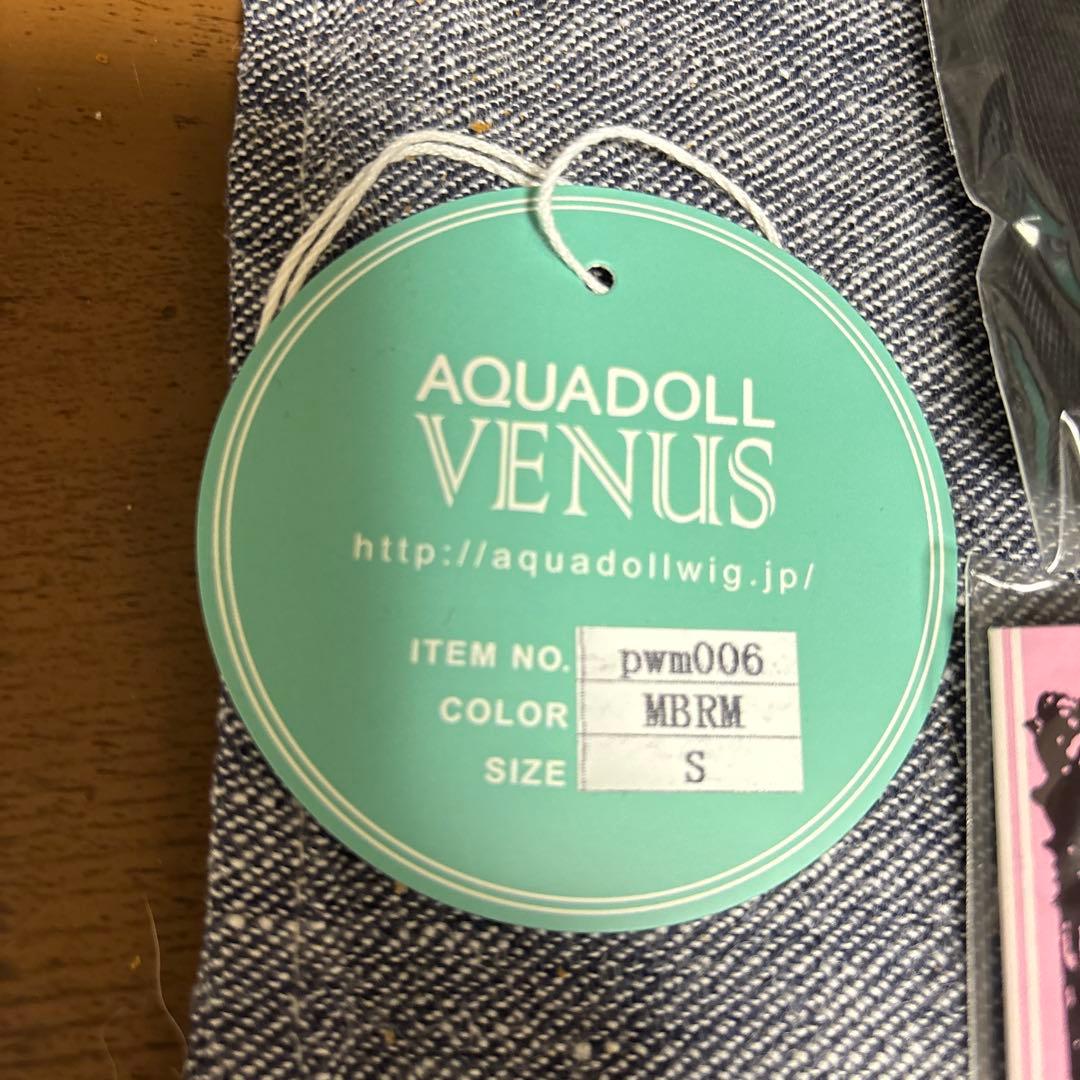 AQUADOLL
VENUS
http://aquadollwig.jp/
ITEM NO. pwm006
COLOR MBRM
SIZE S